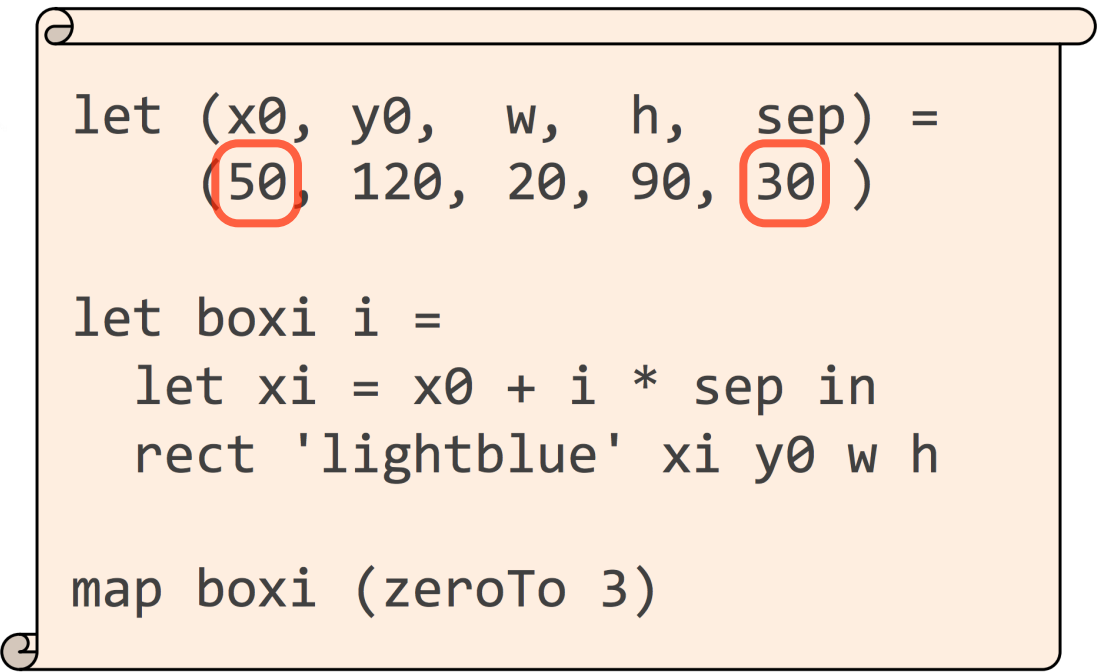 let (x0, y0, w, h, sep) =
(50, 120, 20, 90, 30 )
let boxi i =
let xi = x0 + i * sep in
rect 'lightblue' xi y0 w h
map boxi (zeroTo 3)